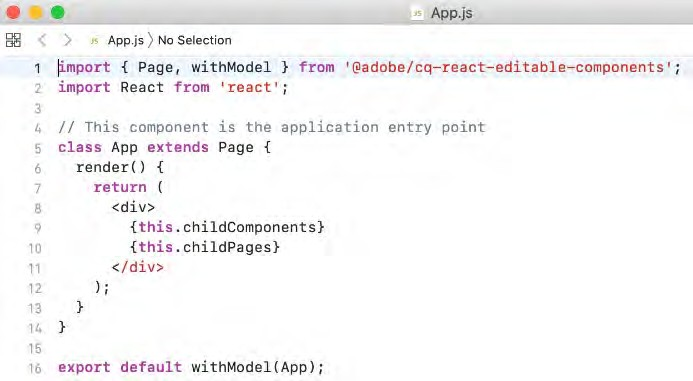 App.js
App.js 〉 No Selection
1 import { Page, withModel } from '@adobe/cq-react-editable-components';
2 import React from 'react';
3
4 // This component is the application entry point
5 class App extends Page {
6   render() {
7     return (
8       <div>
9         {this.childComponents}
10         {this.childPages}
11       </div>
12     );
13   }
14 }
15
16 export default withModel(App);